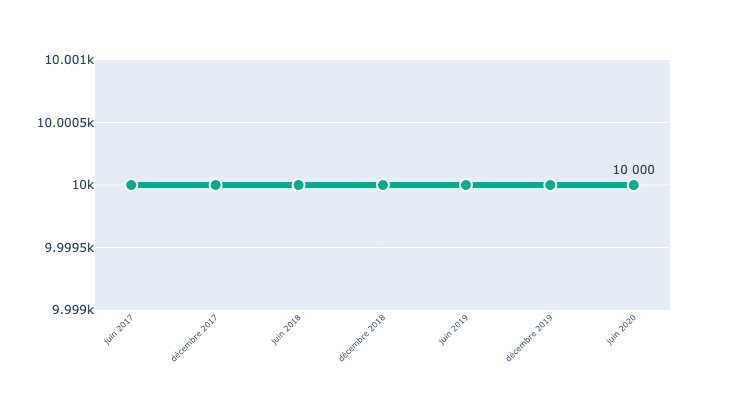 10.001k
10.0005k
10 000
10k
9.9995k
9.999k
juin 2017
décembre 2017
juin 2018
décembre 2018
juin 2019
décembre 2019
juin 2020